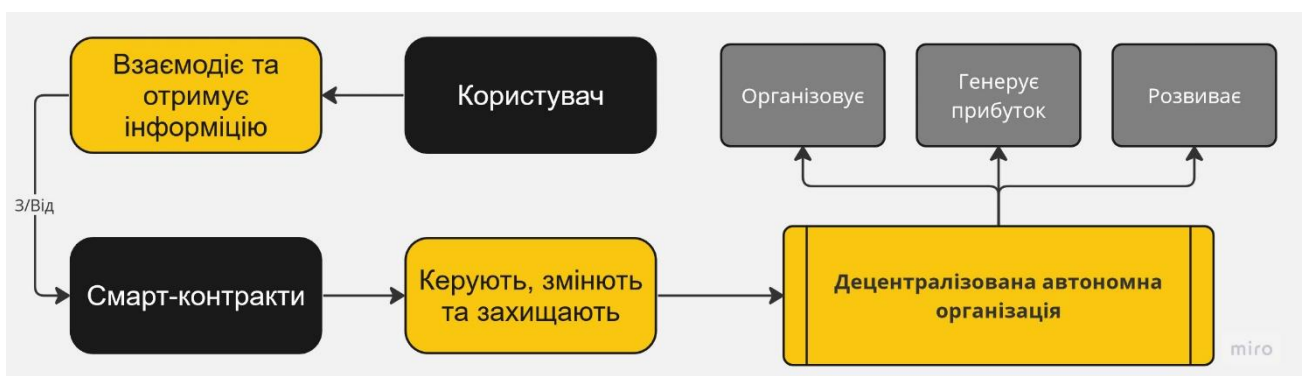 Взаємодіє та
отримує
інформіцію
Користувач
Організовує
Генерує
прибуток
Розвиває
З/Від
Смарт-контракти
Керують, змінють
та захищають
Децентралізована автономна
організація
miro